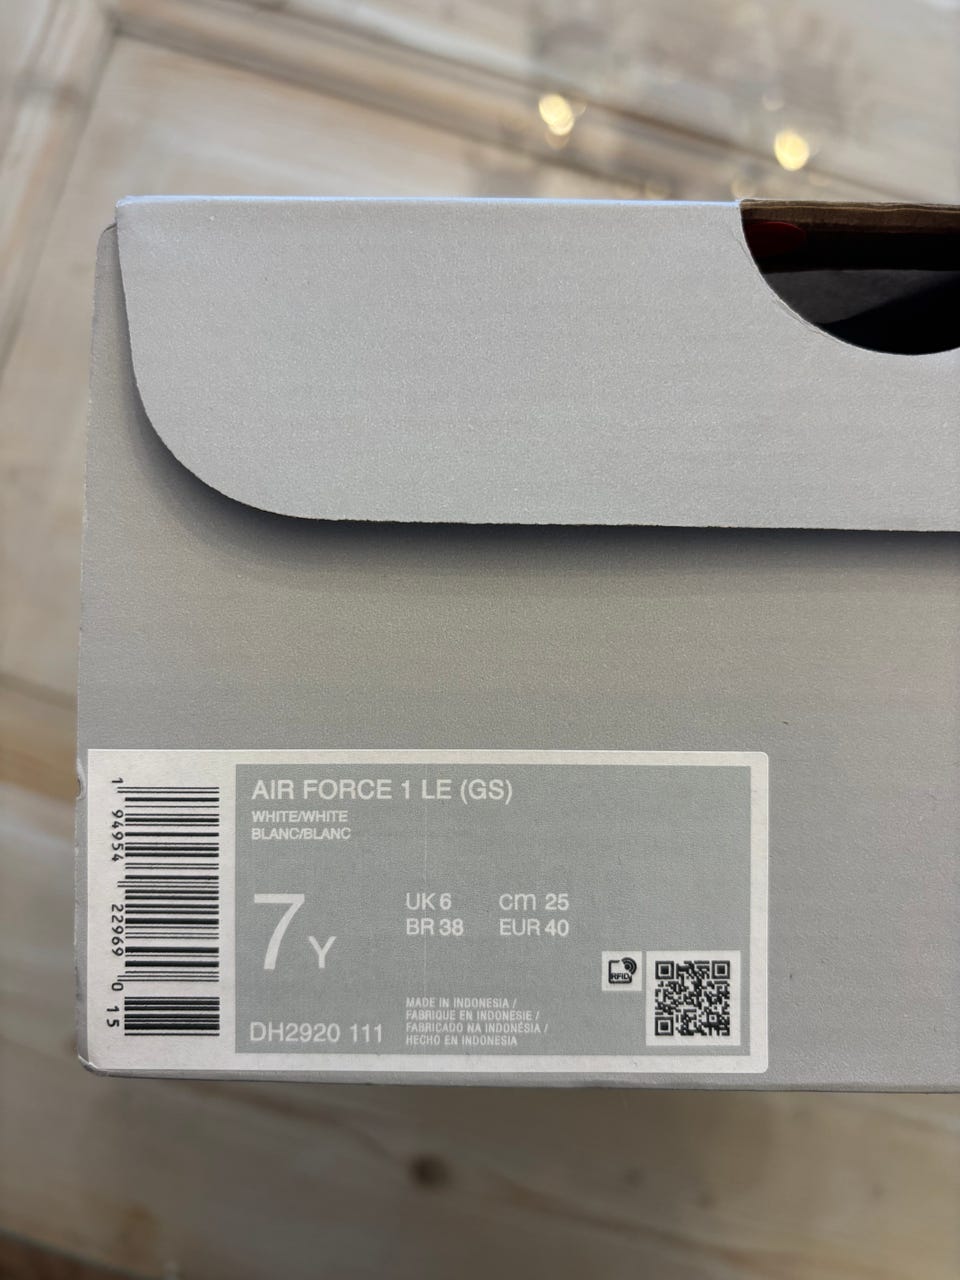 AIR FORCE 1 LE (GS)
WHITE/WHITE
BLANC/BLANC
7Y
UK 6 cm 25
BR 38 EUR 40
RFID
DH2920 111
MADE IN INDONESIA /
FABRIQUE EN INDONESIE /
FABRICADO NA INDONÉSIA /
HECHO EN INDONESIA
1 94954 22969 0 15